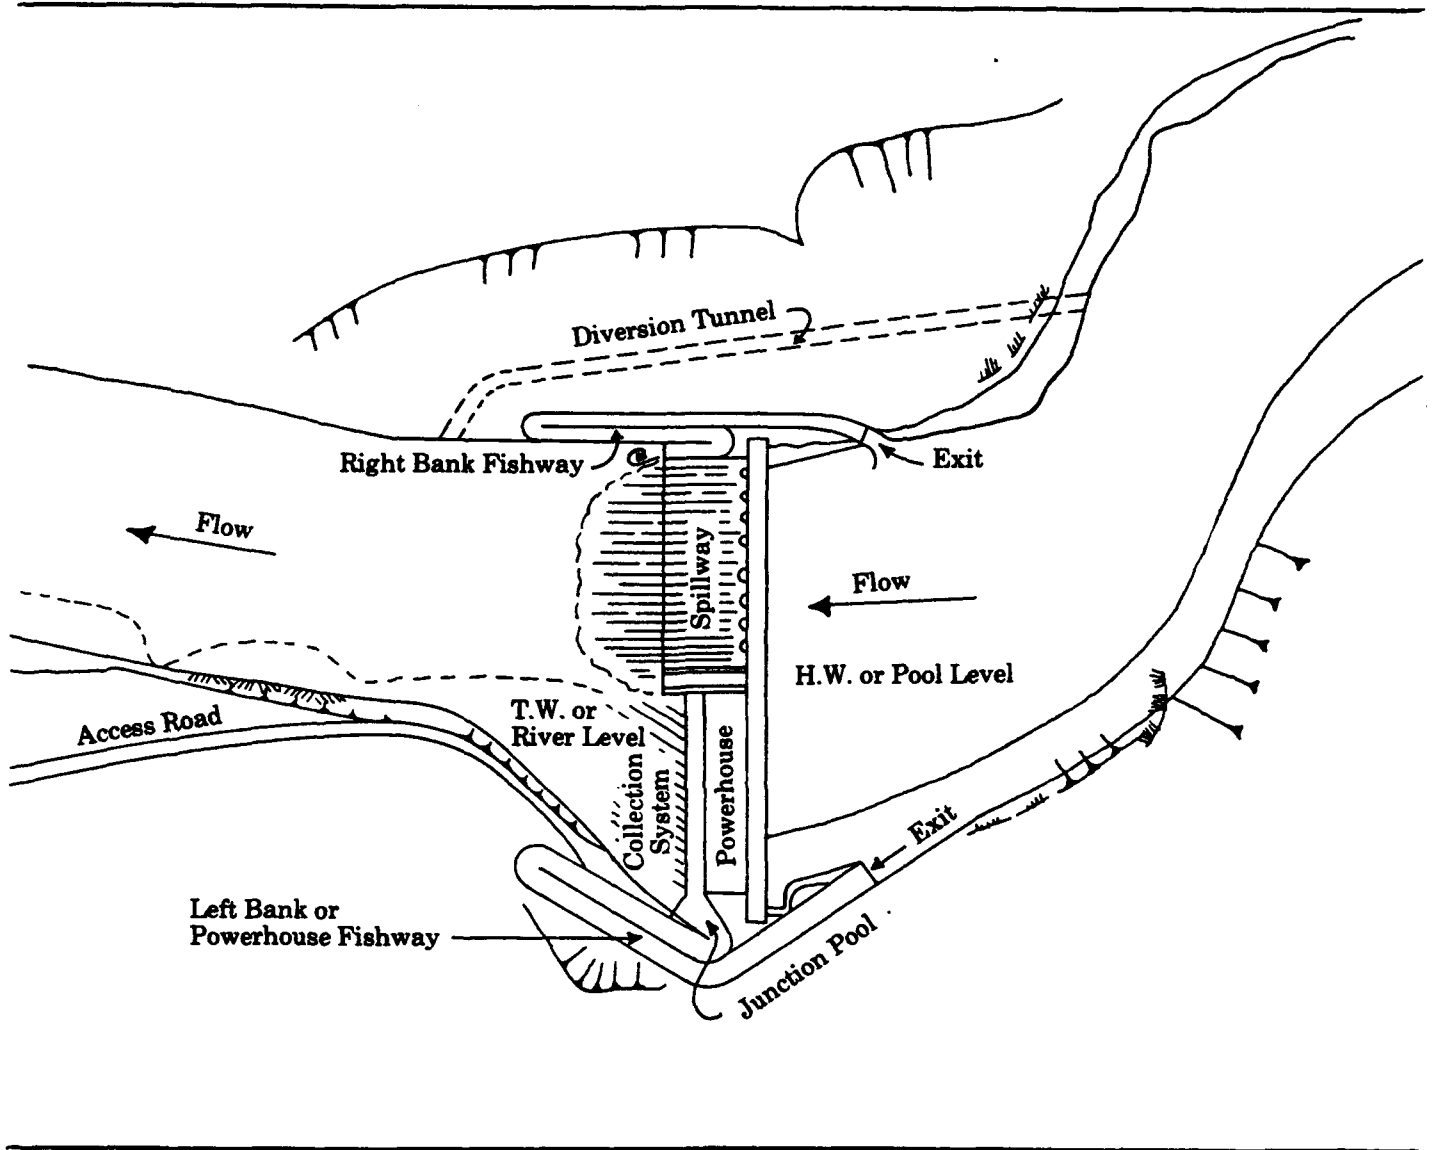 Diversion Tunnel
Right Bank Fishway
Exit
Flow
Spillway
Flow
H.W. or Pool Level
T.W. or
River Level
Access Road
Collection
System
Powerhouse
Exit
Left Bank or
Powerhouse Fishway
Junction Pool